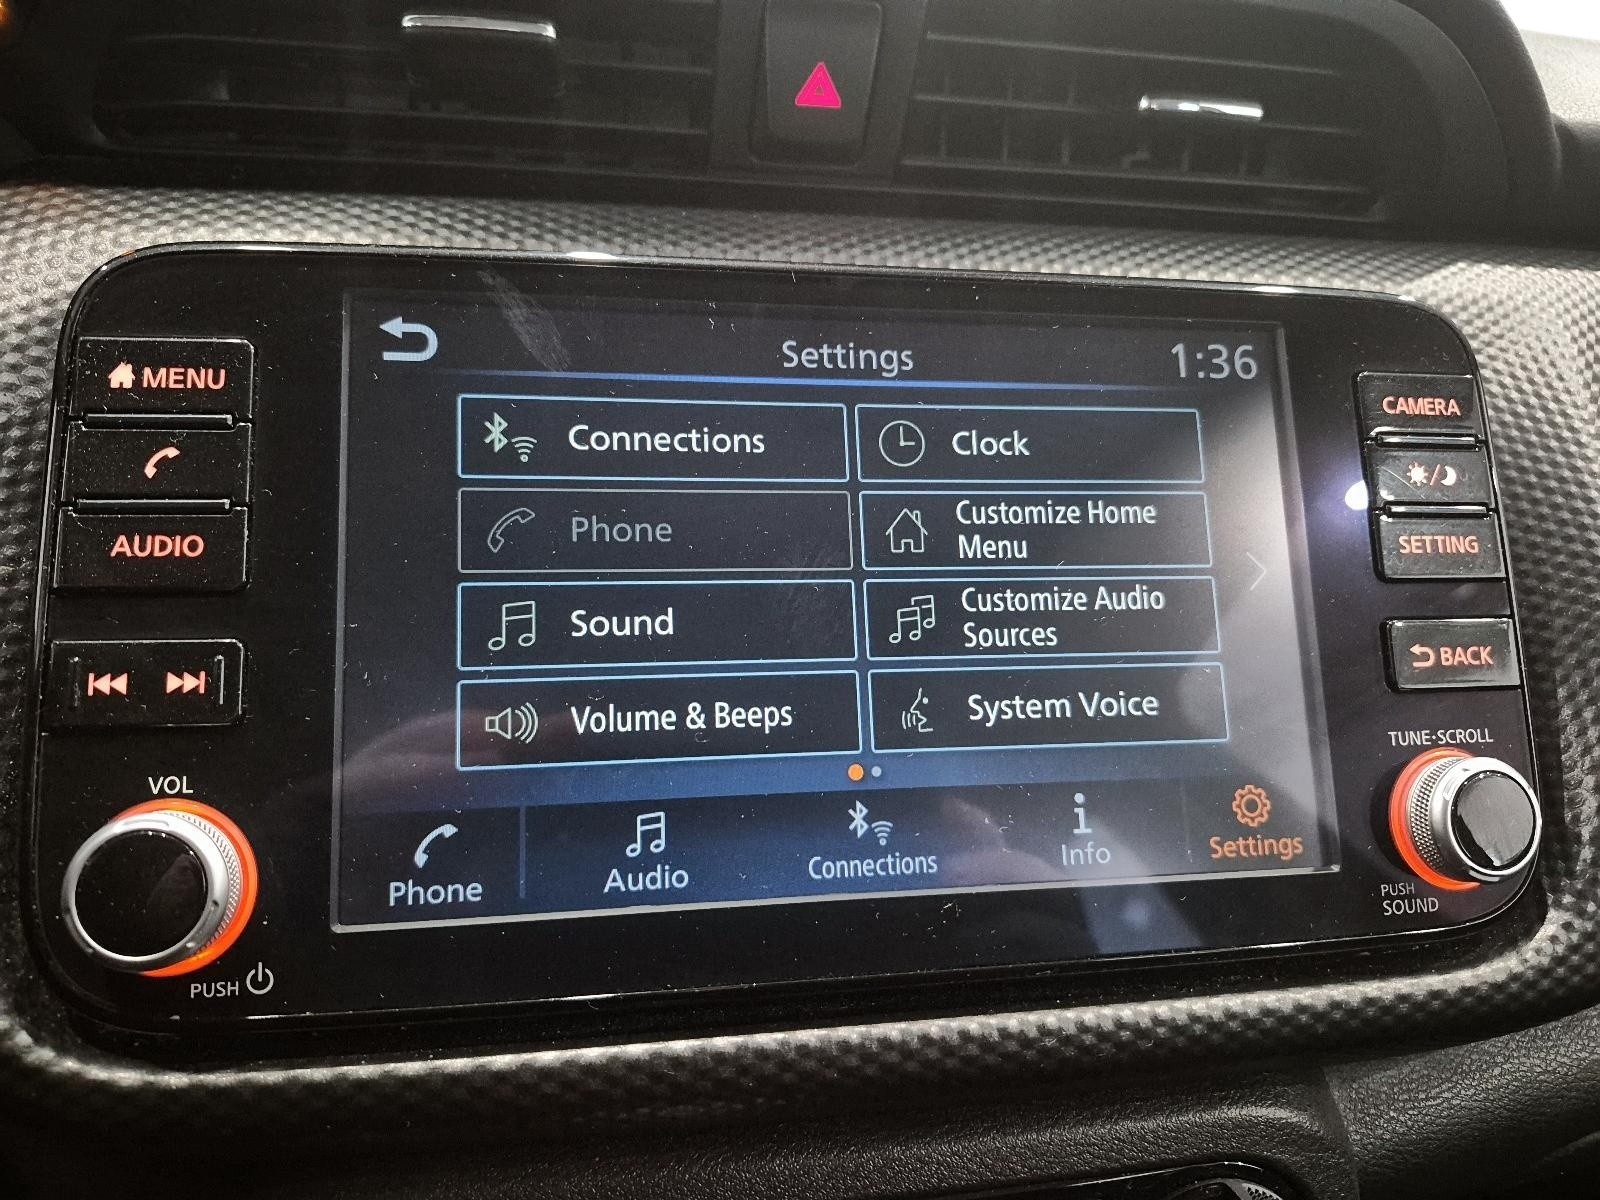 MENU
AUDIO
VOL
PUSH
Settings
1:36
Connections
Clock
Phone
Customize Home
Menu
Sound
Customize Audio
Sources
Volume & Beeps
System Voice
Phone
Audio
Connections
Info
Settings
CAMERA
SETTING
BACK
TUNE·SCROLL
PUSH
SOUND